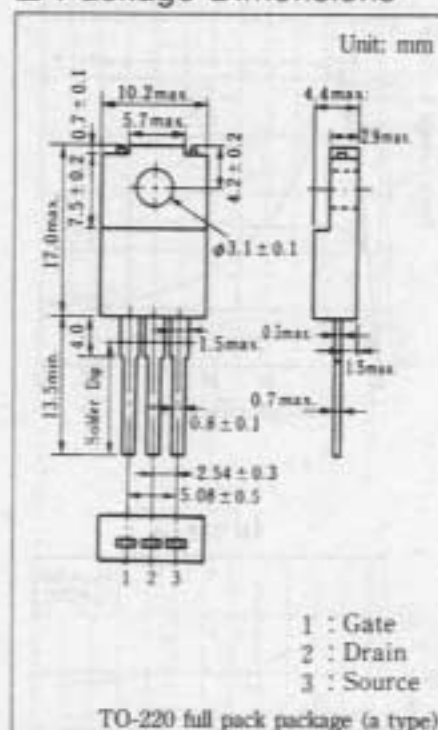 ■ Package Dimensions
Unit: mm
10.2max.
5.7max.
4.4max.
2.9max.
0.7±0.1
4.2±0.2
7.5±0.2
17.0max.
φ3.1±0.1
4.0
1.5max.
13.5min.
Solder Dip
1.5max.
0.7max.
0.8±0.1
2.54±0.3
5.08±0.5
1 2 3
1 : Gate
2 : Drain
3 : Source
TO-220 full pack package (a type)